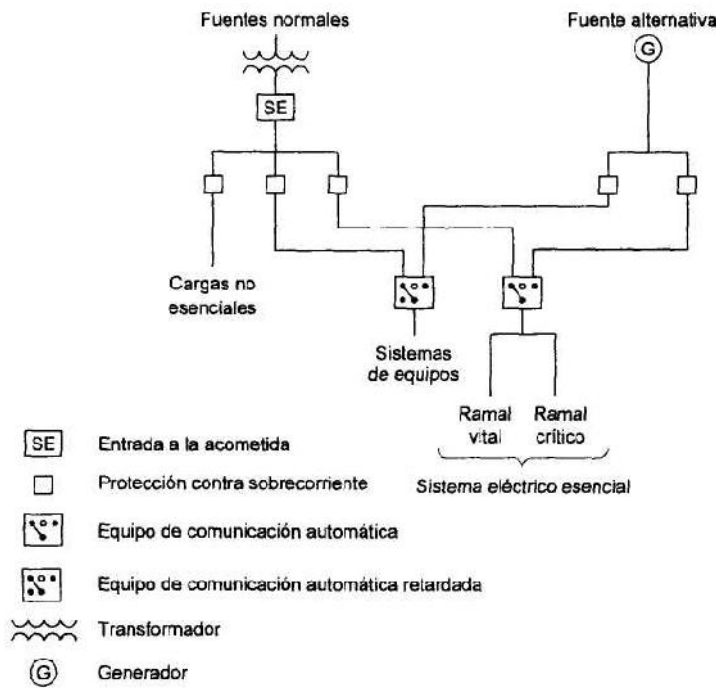 Fuentes normales
Fuente alternativa
G
SE
Cargas no
esenciales
Sistemas
de equipos
Ramal
vital
Ramal
crítico
Sistema eléctrico esencial
SE Entrada a la acometida
Protección contra sobrecorriente
Equipo de comunicación automática
Equipo de comunicación automática retardada
Transformador
G Generador